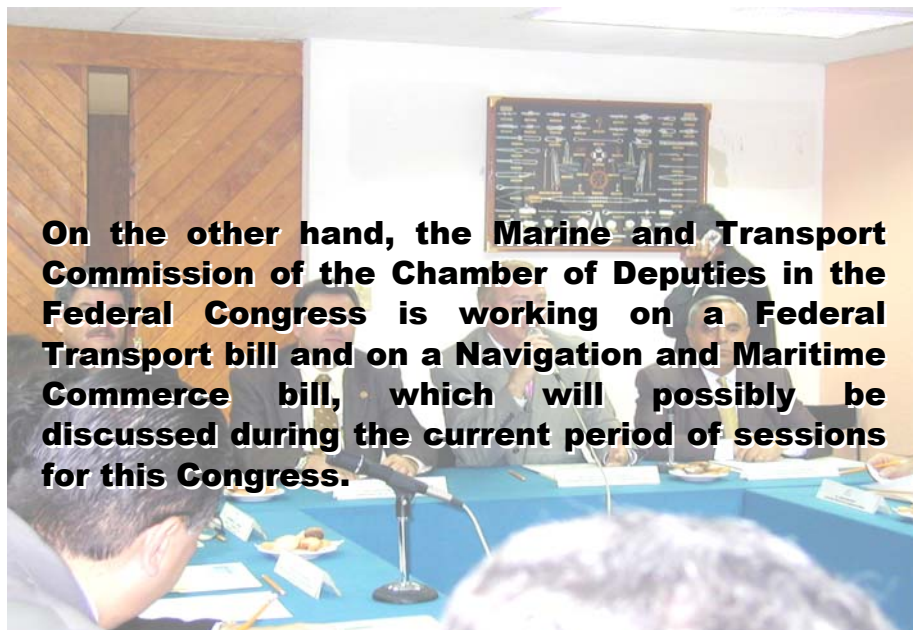 On the other hand, the Marine and Transport
Commission of the Chamber of Deputies in the
Federal Congress is working on a Federal
Transport bill and on a Navigation and Maritime
Commerce bill, which will possibly be
discussed during the current period of sessions
for this Congress.